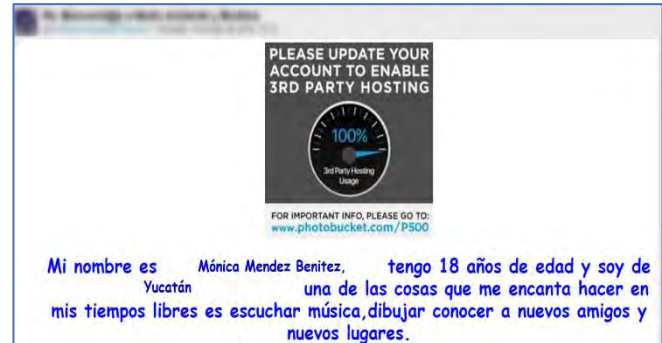 PLEASE UPDATE YOUR
ACCOUNT TO ENABLE
3RD PARTY HOSTING
100%
3rd Party Hosting
Usage
FOR IMPORTANT INFO, PLEASE GO TO:
www.photobucket.com/P500
Mi nombre es Mónica Mendez Benitez, tengo 18 años de edad y soy de
Yucatán una de las cosas que me encanta hacer en
mis tiempos libres es escuchar música,dibujar conocer a nuevos amigos y
nuevos lugares.